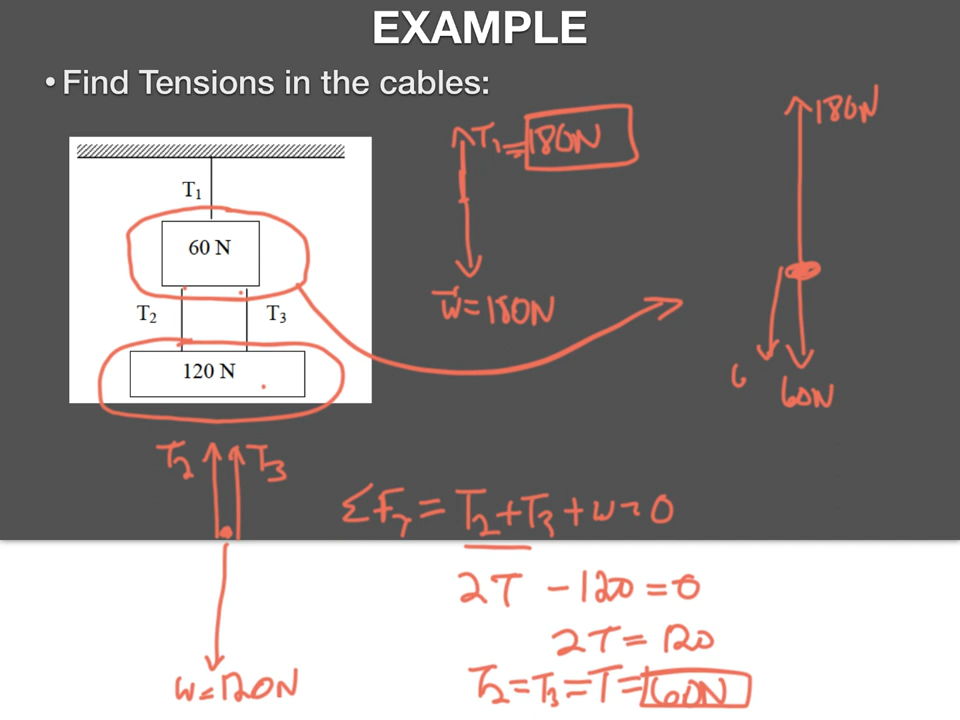 EXAMPLE
• Find Tensions in the cables:
T₁
60 N
T₂ T₃
120 N
T₁ = 180N
W = 180N
180N
6 60N
T₂ T₃
W = 120N
ΣFy = T₂ + T₃ + W = 0
2T - 120 = 0
2T = 120
T₂ = T₃ = T = 60N